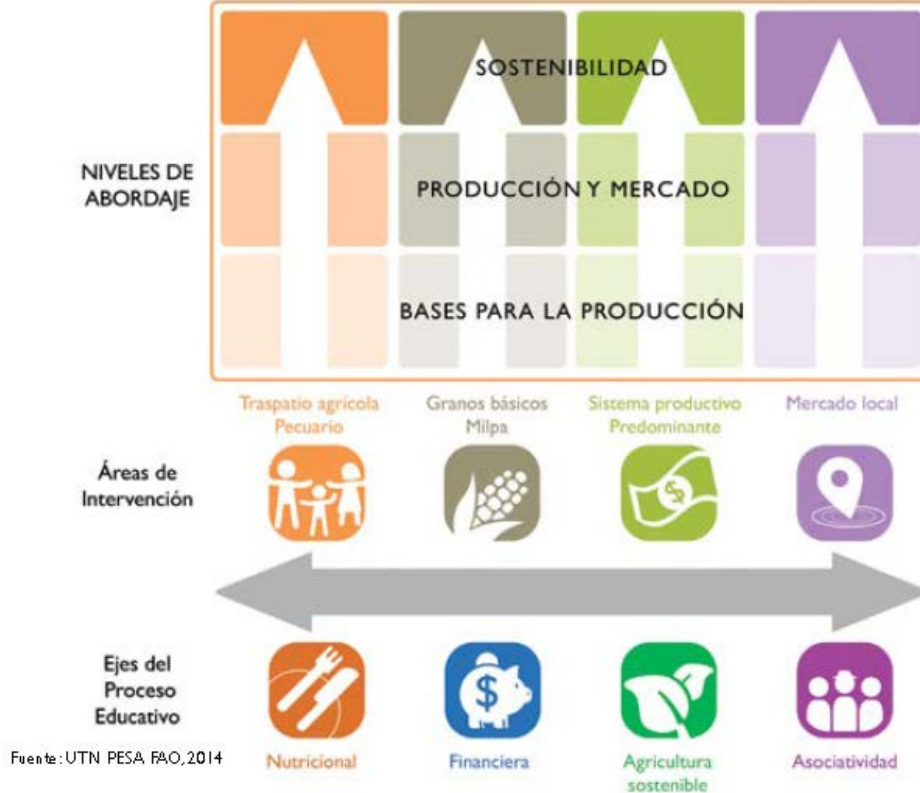 SOSTENIBILIDAD
NIVELES DE
ABORDAJE
PRODUCCIÓN Y MERCADO
BASES PARA LA PRODUCCIÓN
Traspatio agrícola
Pecuario
Granos básicos
Milpa
Sistema productivo
Predominante
Mercado local
Áreas de
Intervención
$
Ejes del
Proceso
Educativo
$
Nutricional
Financiera
Agricultura
sostenible
Asociatividad
Fuente: UTN PESA FAO, 2014